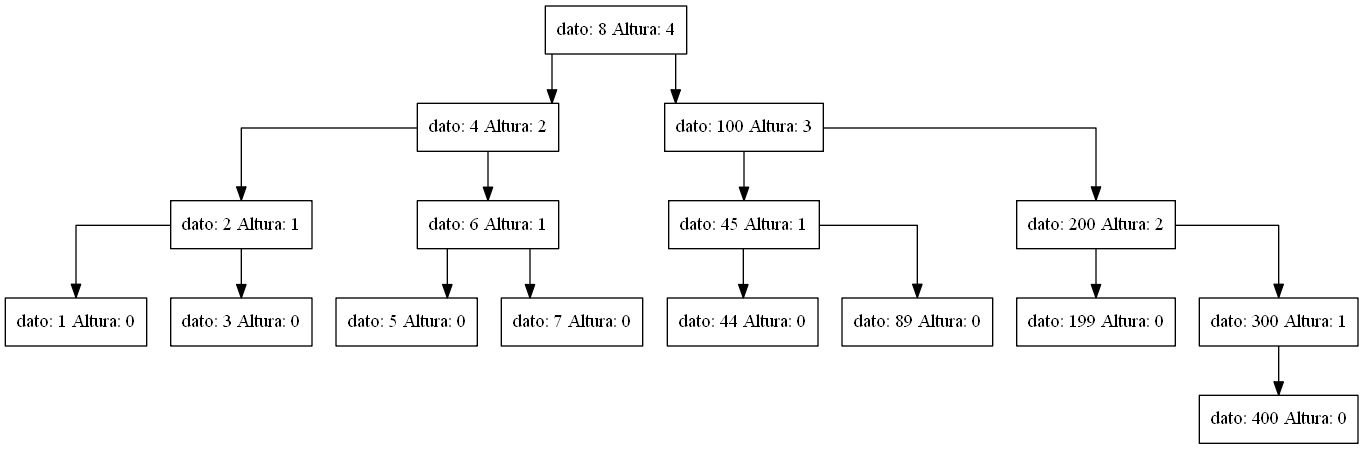 dato: 8 Altura: 4
dato: 4 Altura: 2
dato: 100 Altura: 3
dato: 2 Altura: 1
dato: 6 Altura: 1
dato: 45 Altura: 1
dato: 200 Altura: 2
dato: 1 Altura: 0
dato: 3 Altura: 0
dato: 5 Altura: 0
dato: 7 Altura: 0
dato: 44 Altura: 0
dato: 89 Altura: 0
dato: 199 Altura: 0
dato: 300 Altura: 1
dato: 400 Altura: 0